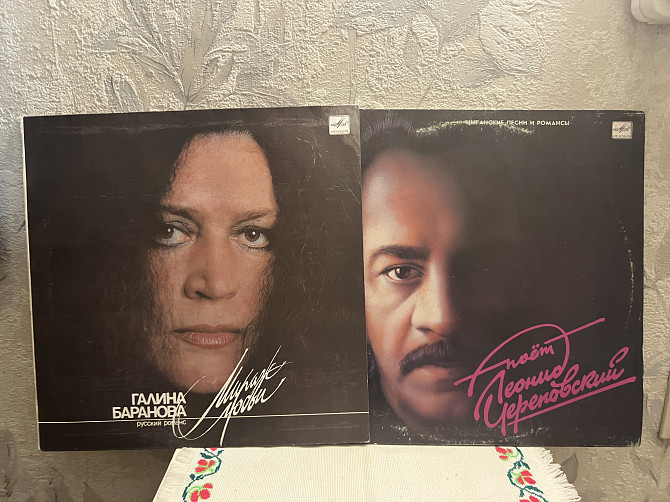 ГАЛИНА
БАРАНОВА
русский романс
Мираж
любви
ЦЫГАНСКИЕ ПЕСНИ И РОМАНСЫ
поёт
Леонид
Череповский